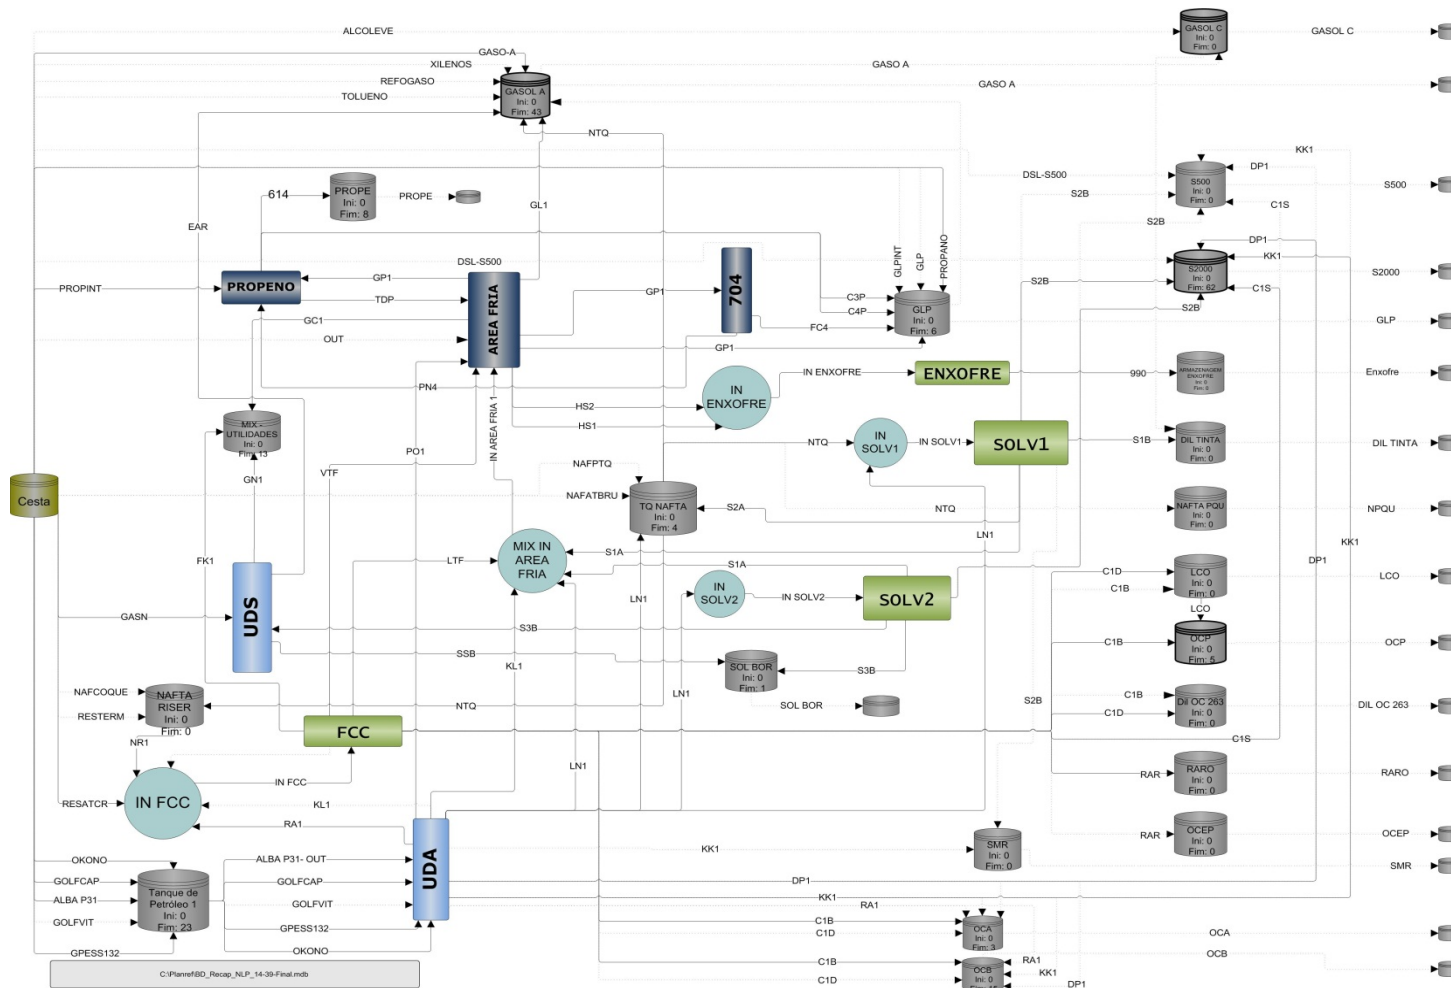 ALCOLEVE
GASOL C
Ini: 0
Fim: 0
GASOL C
GASO-A
XILENOS
GASO A
REFOGASO
GASO A
TOLUENO
GASOL A
Ini: 0
Fim: 43
NTQ
KK1
DP1
DSL-S500
S500
Ini: 0
Fim: 0
S500
S2B
614
PROPE
Ini: 0
Fim: 8
PROPE
GL1
C1S
S2B
EAR
DP1
DSL-S500
GLPINT
GLP
PROPANO
KK1
S2000
Ini: 0
Fim: 62
S2000
PROPINT
PROPENO
GP1
AREA FRIA
704
GP1
S2B
C1S
TDP
C3P
GLP
Ini: 0
Fim: 6
S2B
GC1
C4P
GLP
OUT
FC4
GP1
PN4
IN ENXOFRE
ENXOFRE
990
ARMAZENAGEM
ENXOFRE
Ini: 0
Fim: 0
Enxofre
IN
ENXOFRE
HS2
HS1
IN AREA FRIA 1
MIX -
UTILIDADES
Ini: 0
Fim: 13
NTQ
IN
SOLV1
IN SOLV1
SOLV1
S1B
DIL TINTA
Ini: 0
Fim: 0
DIL TINTA
VTF
PO1
GN1
NAFPTQ
Cesta
NAFATBRU
TQ NAFTA
Ini: 0
Fim: 4
S2A
NTQ
NAFTA PQU
Ini: 0
Fim: 0
NPQU
LN1
KK1
FK1
LTF
MIX IN
AREA
FRIA
S1A
S1A
DP1
C1D
LCO
Ini: 0
Fim: 0
LCO
C1B
IN
SOLV2
IN SOLV2
SOLV2
LN1
LCO
GASN
UDS
S3B
OCP
Ini: 0
Fim: 5
C1B
OCP
SSB
SOL BOR
Ini: 0
Fim: 1
S3B
KL1
LN1
NAFCOQUE
NAFTA
RISER
Ini: 0
Fim: 0
NTQ
SOL BOR
S2B
C1B
Dil OC 263
Ini: 0
Fim: 0
DIL OC 263
C1D
RESTERM
FCC
NR1
C1S
LN1
RARO
Ini: 0
Fim: 0
RAR
RARO
IN FCC
IN FCC
RESATCR
KL1
RA1
UDA
RAR
OCEP
Ini: 0
Fim: 0
OCEP
SMR
Ini: 0
Fim: 0
KK1
SMR
OKONO
ALBA P31- OUT
GOLFCAP
Tanque de
Petróleo 1
Ini: 0
Fim: 23
GOLFCAP
DP1
ALBA P31
KK1
GOLFVIT
RA1
GOLFVIT
C1B
OCA
Ini: 0
Fim: 3
GPESS132
C1D
OCA
GPESS132
OKONO
OCB
C1B
OCB
Ini: 0
RA1
KK1
C1D
DP1
C:\Planref\BD_Recap_NLP_14-39-Final.mdb